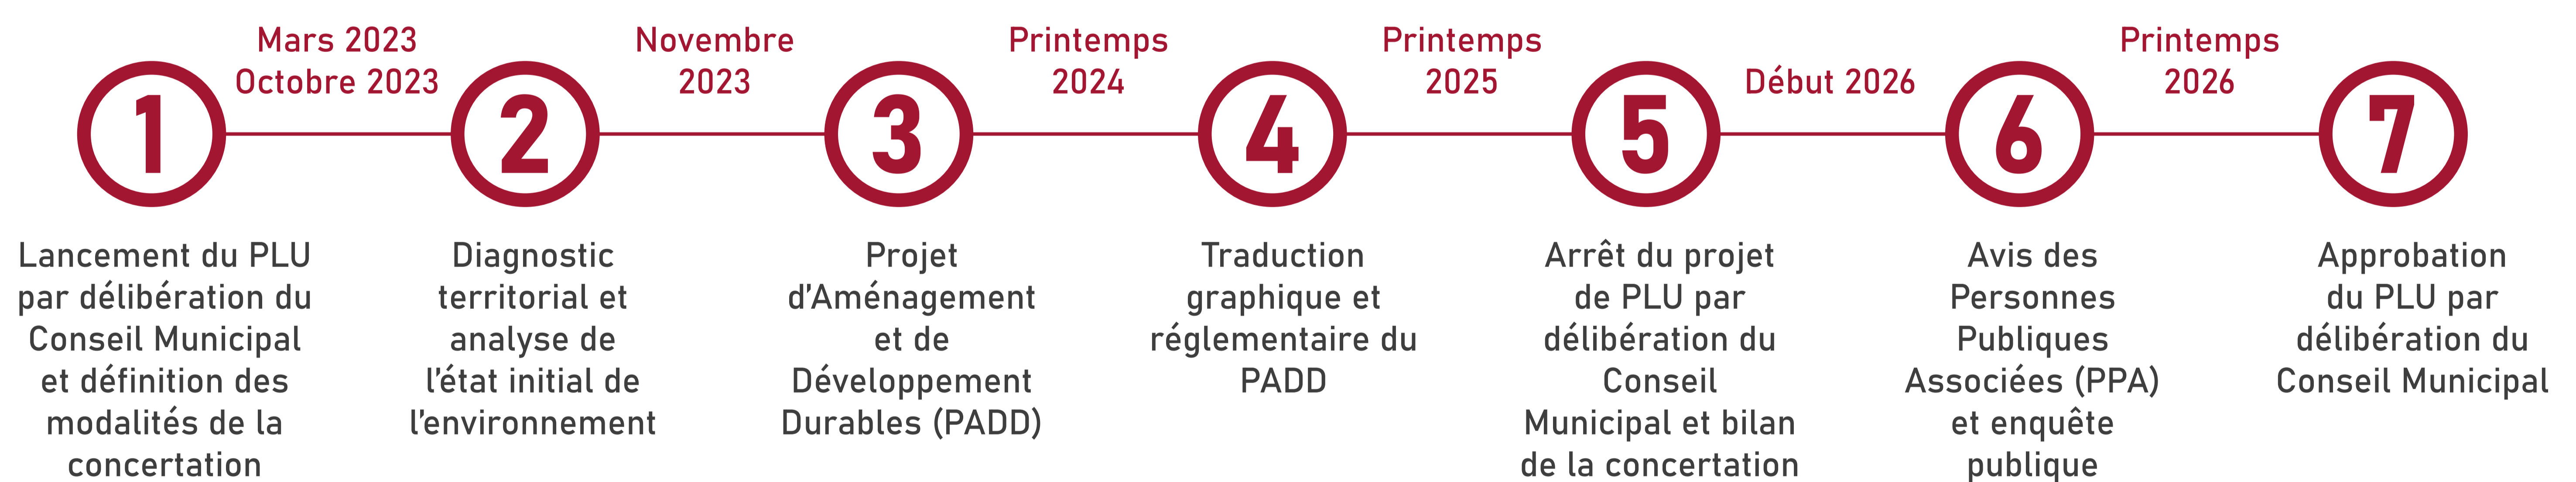 Mars 2023
Octobre 2023
Novembre
2023
Printemps
2024
Printemps
2025
Début 2026
Printemps
2026
1
2
3
4
5
6
7
Lancement du PLU
par délibération du
Conseil Municipal
et définition des
modalités de la
concertation
Diagnostic
territorial et
analyse de
l’état initial de
l’environnement
Projet
d’Aménagement
et de
Développement
Durables (PADD)
Traduction
graphique et
réglementaire du
PADD
Arrêt du projet
de PLU par
délibération du
Conseil
Municipal et bilan
de la concertation
Avis des
Personnes
Publiques
Associées (PPA)
et enquête
publique
Approbation
du PLU par
délibération du
Conseil Municipal